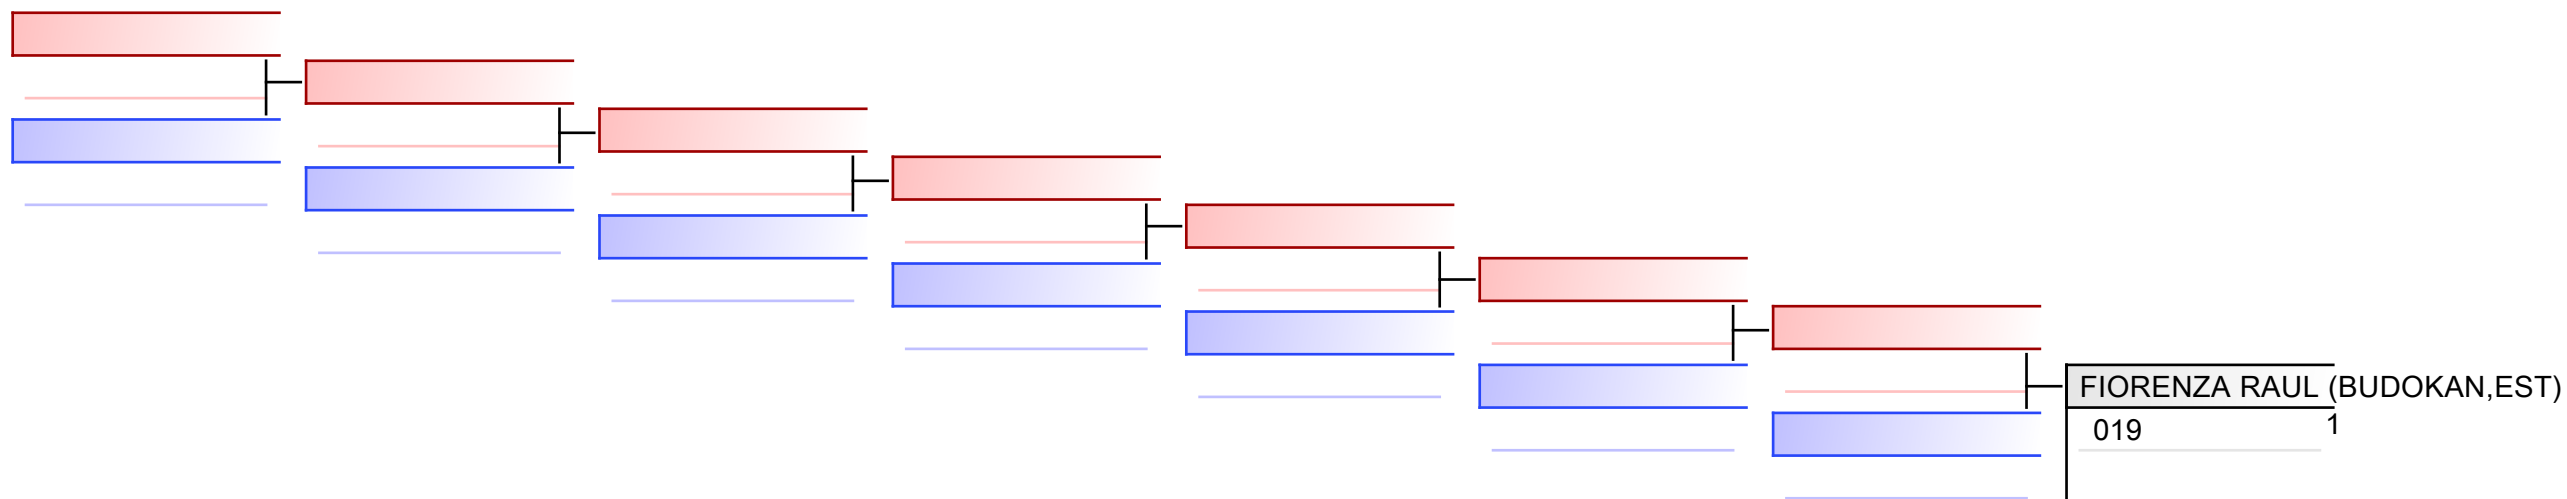 FIORENZA RAUL (BUDOKAN,EST)
019 1